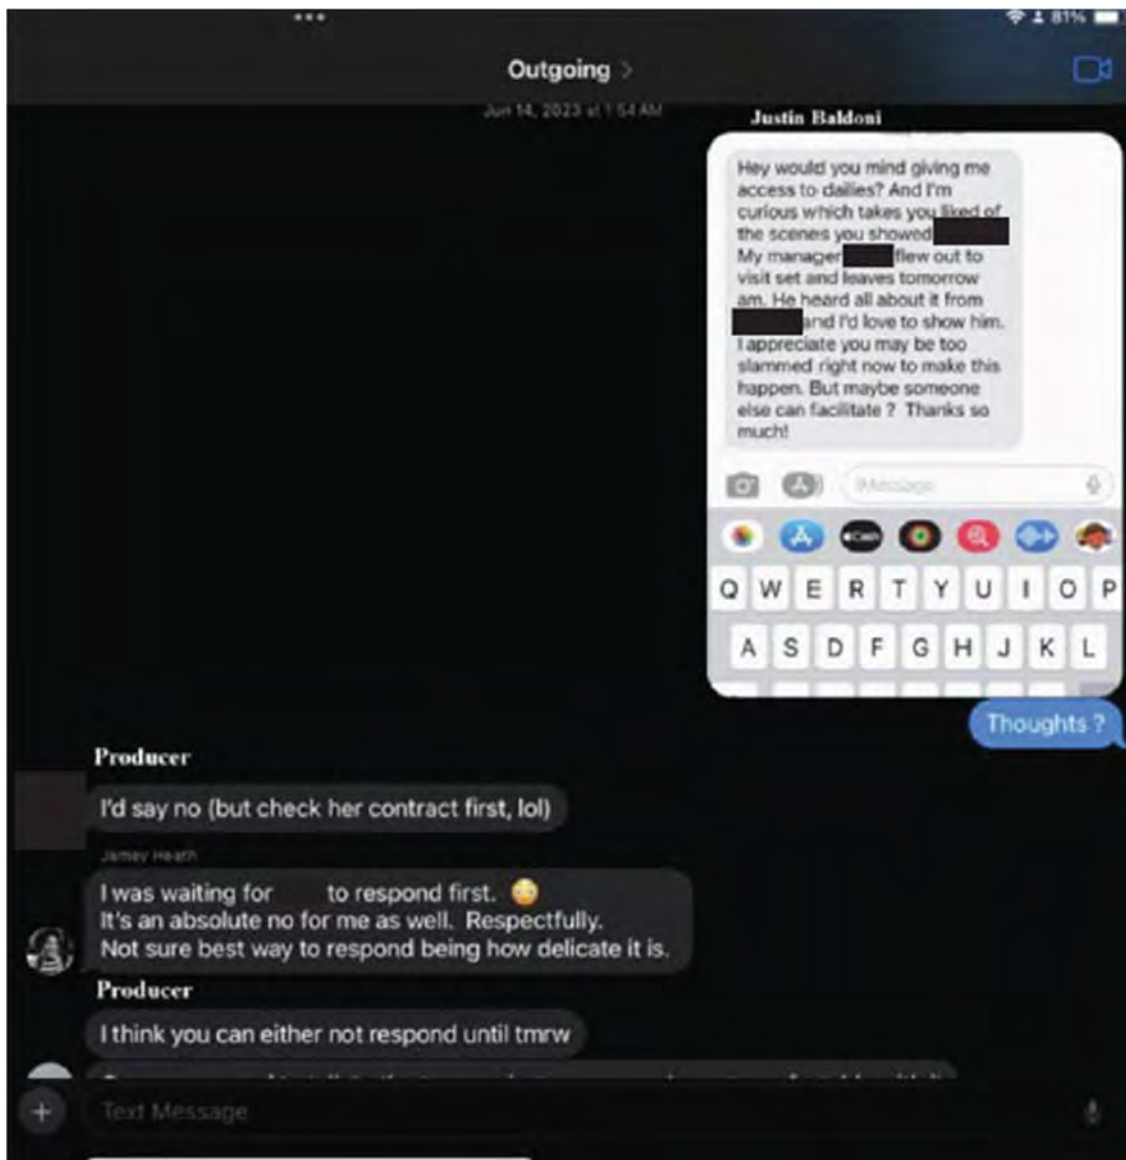 81%
Outgoing >
Jun 14, 2023 at 1:54 AM
Justin Baldoni
Hey would you mind giving me
access to dailies? And I'm
curious which takes you liked of
the scenes you showed
My manager flew out to
visit set and leaves tomorrow
am. He heard all about it from
and I'd love to show him.
I appreciate you may be too
slammed right now to make this
happen. But maybe someone
else can facilitate ? Thanks so
much!
iMessage
Cash
Q W E R T Y U I O P
A S D F G H J K L
Thoughts ?
Producer
I'd say no (but check her contract first, lol)
Jamey Heath
I was waiting for to respond first. 😳
It's an absolute no for me as well. Respectfully.
Not sure best way to respond being how delicate it is.
Producer
I think you can either not respond until tmrw
Text Message